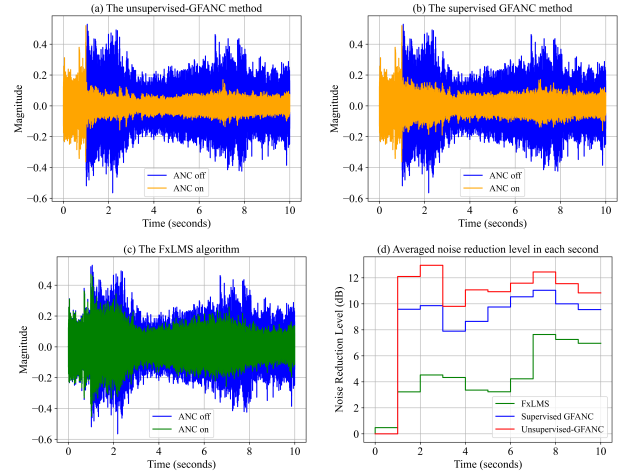 (a) The unsupervised-GFANC method
Magnitude
0.4
0.2
0.0
−0.2
−0.4
−0.6
ANC off
ANC on
0 2 4 6 8 10
Time (seconds)
(b) The supervised GFANC method
Magnitude
0.4
0.2
0.0
−0.2
−0.4
−0.6
ANC off
ANC on
0 2 4 6 8 10
Time (seconds)
(c) The FxLMS algorithm
Magnitude
0.4
0.2
0.0
−0.2
−0.4
−0.6
ANC off
ANC on
0 2 4 6 8 10
Time (seconds)
(d) Averaged noise reduction level in each second
Noise Reduction Level (dB)
12
10
8
6
4
2
0
FxLMS
Supervised GFANC
Unsupervised-GFANC
0 2 4 6 8 10
Time (seconds)